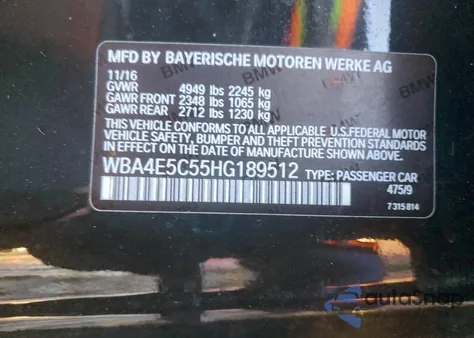 MFD BY BAYERISCHE MOTOREN WERKE AG
11/16
GVWR 4949 lbs 2245 kg
GAWR FRONT 2348 lbs 1065 kg
GAWR REAR 2712 lbs 1230 kg
THIS VEHICLE CONFORMS TO ALL APPLICABLE U.S.FEDERAL MOTOR
VEHICLE SAFETY, BUMPER AND THEFT PREVENTION STANDARDS
IN EFFECT ON THE DATE OF MANUFACTURE SHOWN ABOVE.
WBA4E5C55HG189512 TYPE: PASSENGER CAR
475/9
7315814
autoSnap